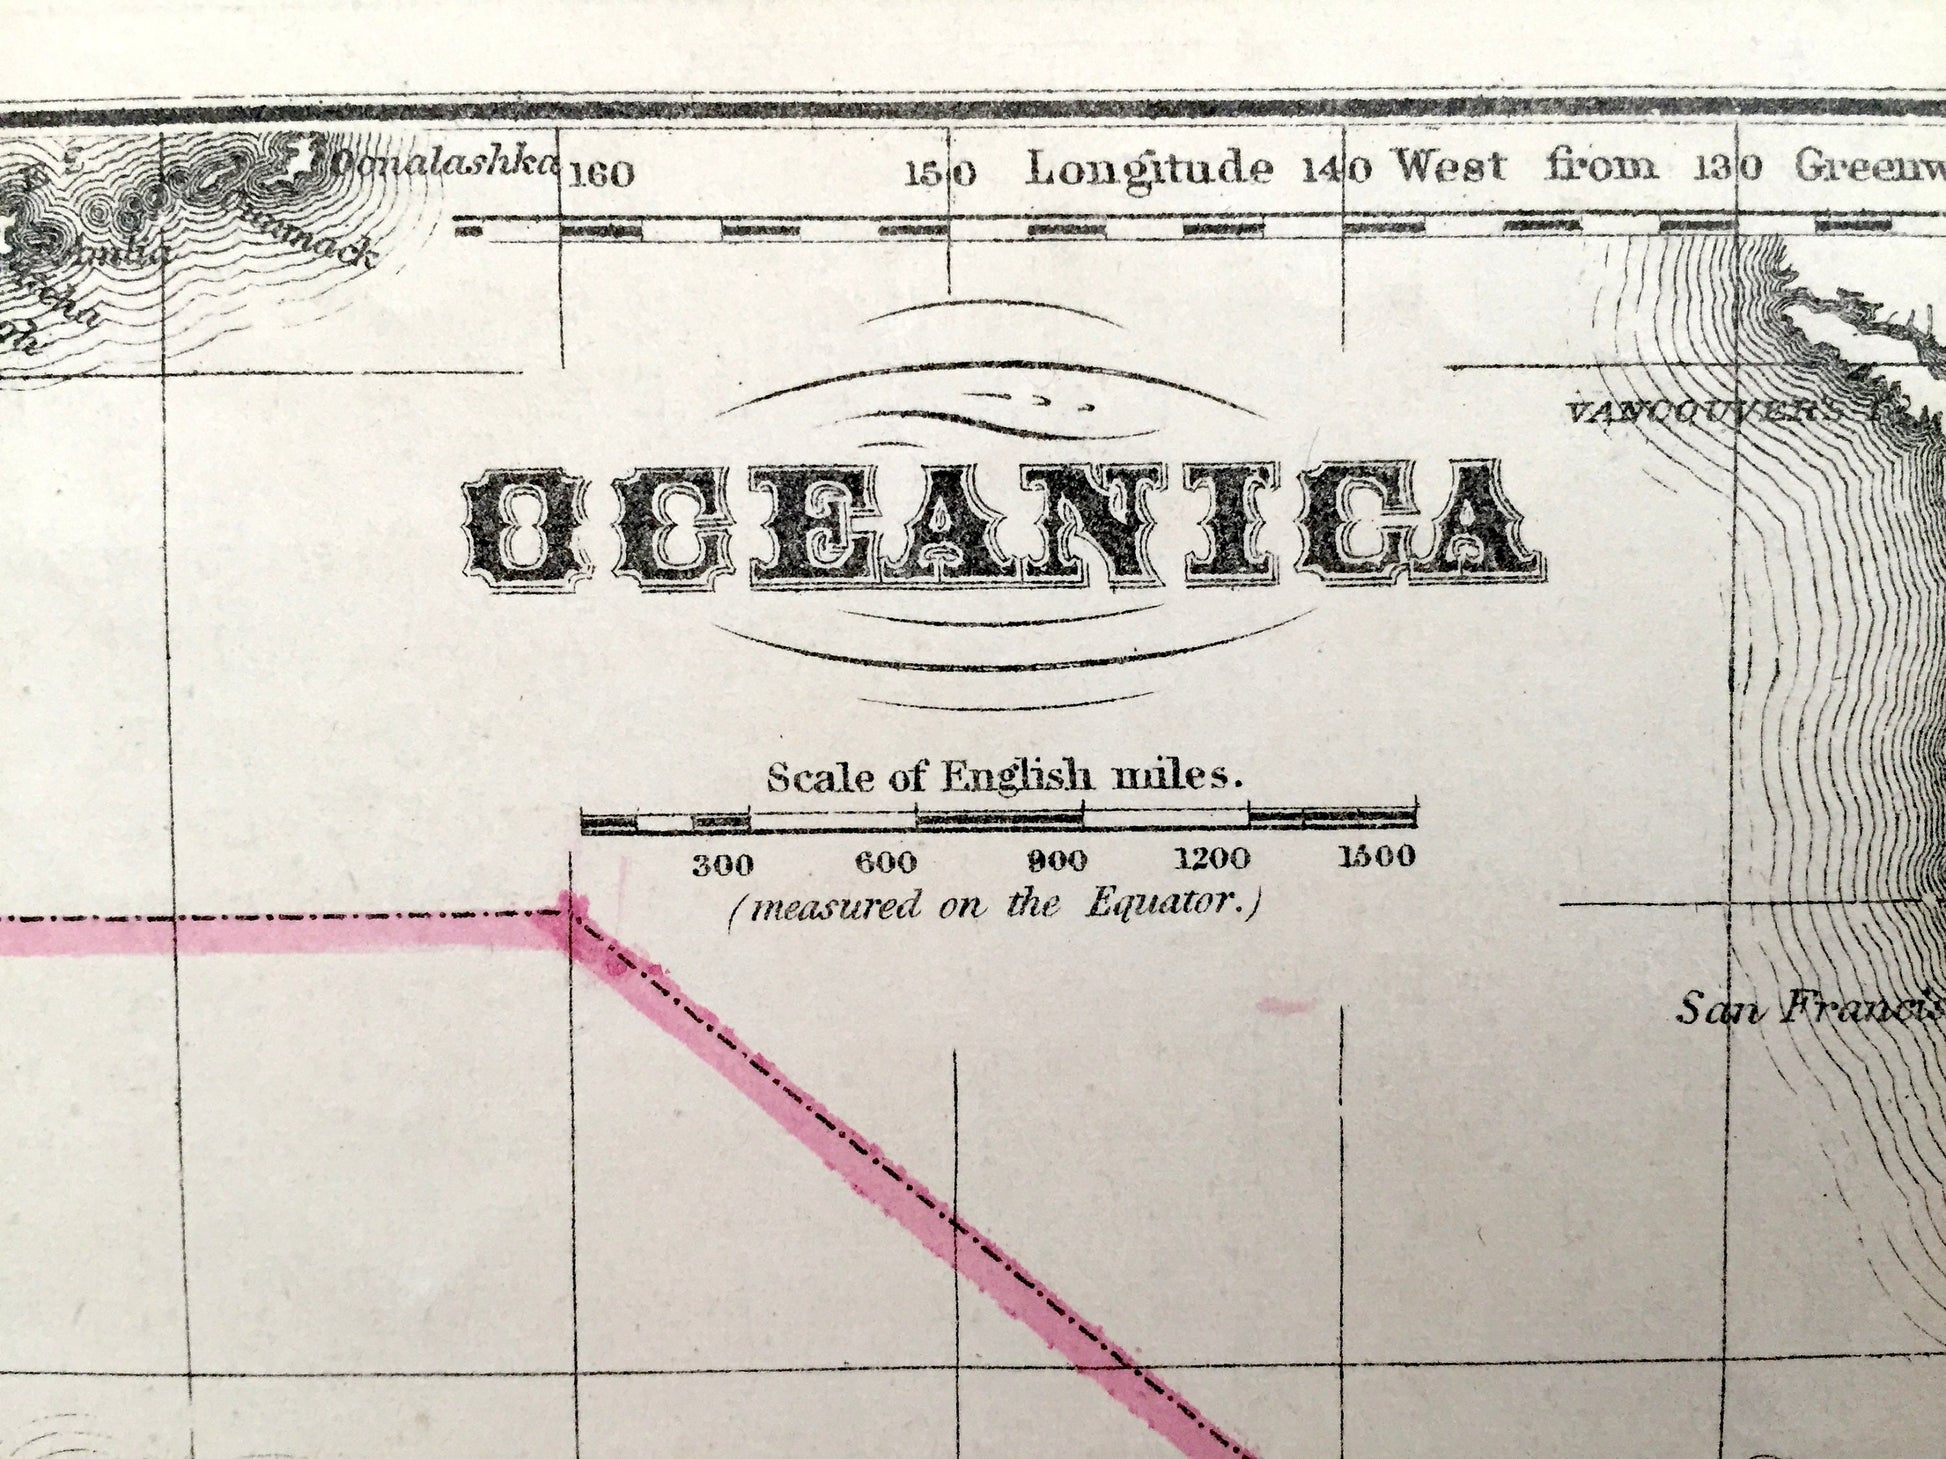 Oonalashka 160 150 Longitude 140 West from 130 Greenw
VANCOUVER'S I.
OCEANICA
Scale of English miles.
300 600 900 1200 1500
(measured on the Equator.)
San Francis